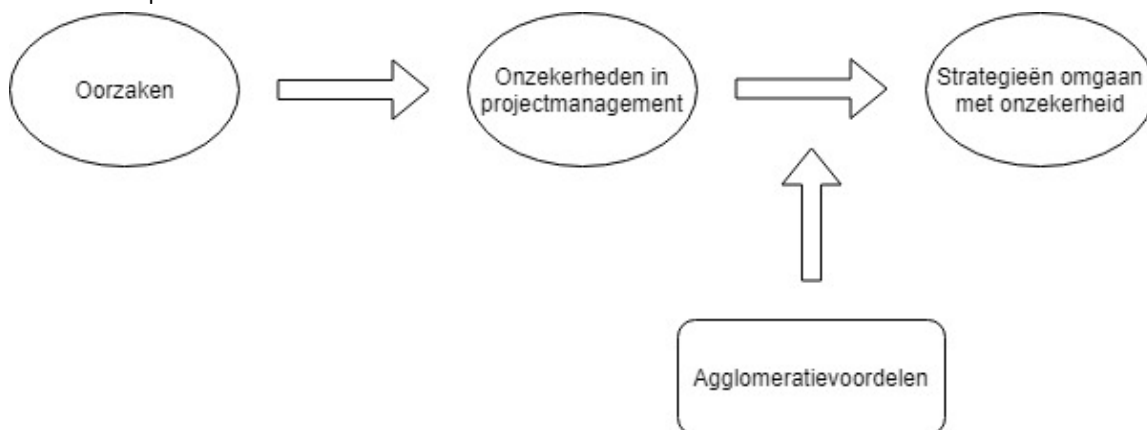 Oorzaken
Onzekerheden in
projectmanagement
Strategieën omgaan
met onzekerheid
Agglomeratievoordelen